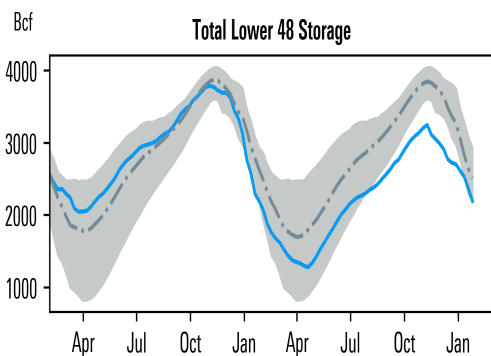 Bcf
Total Lower 48 Storage
4000
3000
2000
1000
Apr Jul Oct Jan Apr Jul Oct Jan